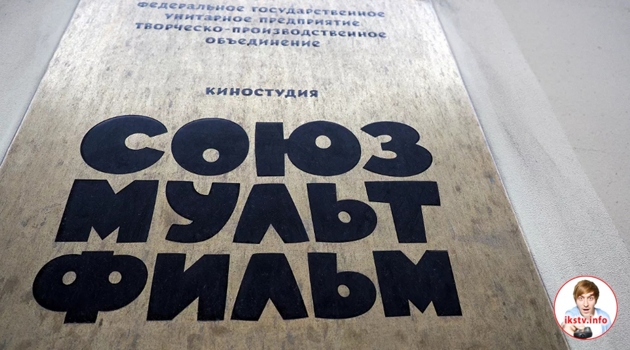 ФЕДЕРАЛЬНОЕ ГОСУДАРСТВЕННОЕ
УНИТАРНОЕ ПРЕДПРИЯТИЕ
ТВОРЧЕСКО-ПРОИЗВОДСТВЕННОЕ
ОБЪЕДИНЕНИЕ
КИНОСТУДИЯ
СОЮЗ
МУЛЬТ
ФИЛЬМ
ikstv.info